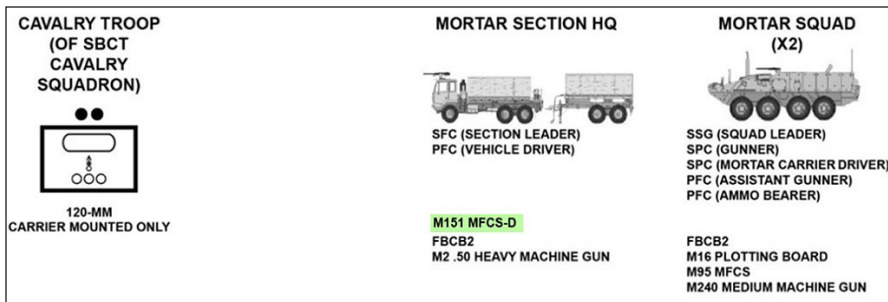 CAVALRY TROOP
(OF SBCT
CAVALRY
SQUADRON)
120-MM
CARRIER MOUNTED ONLY
MORTAR SECTION HQ
SFC (SECTION LEADER)
PFC (VEHICLE DRIVER)
M151 MFCS-D
FBCB2
M2 .50 HEAVY MACHINE GUN
MORTAR SQUAD
(X2)
SSG (SQUAD LEADER)
SPC (GUNNER)
SPC (MORTAR CARRIER DRIVER)
PFC (ASSISTANT GUNNER)
PFC (AMMO BEARER)
FBCB2
M16 PLOTTING BOARD
M95 MFCS
M240 MEDIUM MACHINE GUN